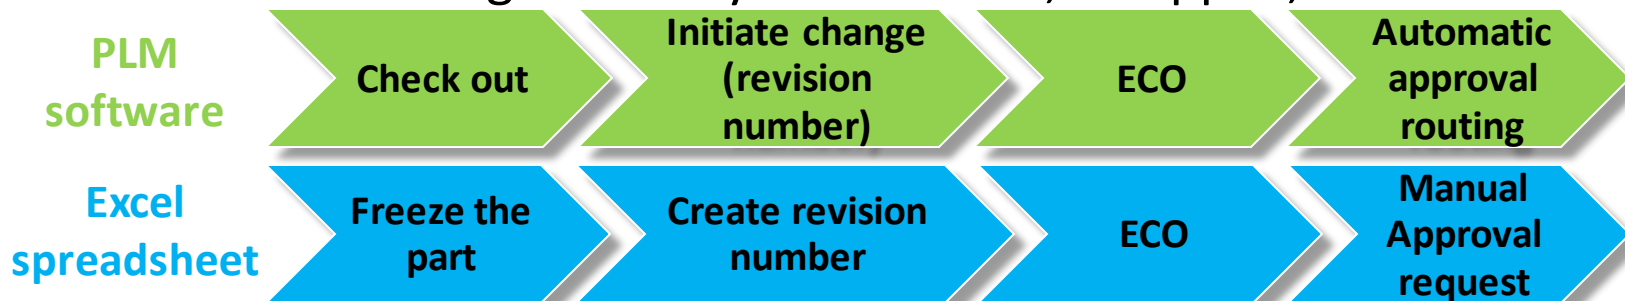 PLM
software
Check out
Initiate change
(revision
number)
ECO
Automatic
approval
routing
Excel
spreadsheet
Freeze the
part
Create revision
number
ECO
Manual
Approval
request